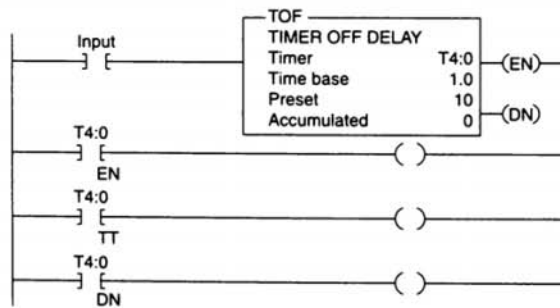 TOF
TIMER OFF DELAY
Input
Timer T4:0
(EN)
Time base 1.0
Preset 10
(DN)
Accumulated 0
T4:0
EN
T4:0
TT
T4:0
DN